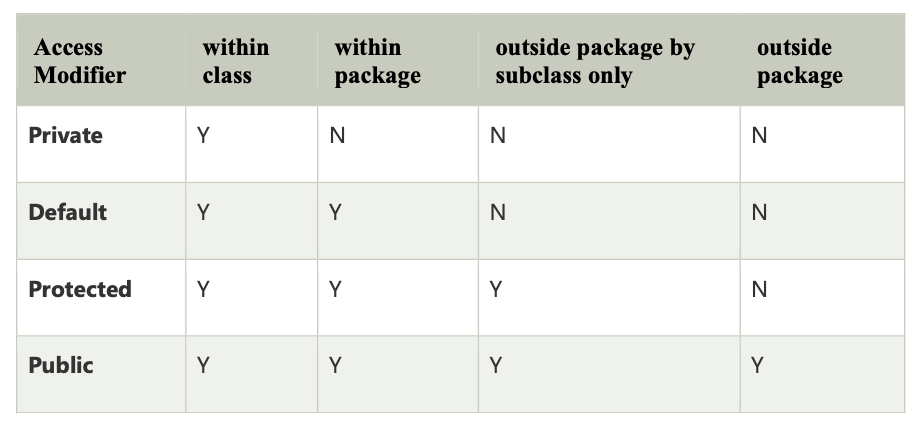 Access Modifier | within class | within package | outside package by subclass only | outside package
Private | Y | N | N | N
Default | Y | Y | N | N
Protected | Y | Y | Y | N
Public | Y | Y | Y | Y